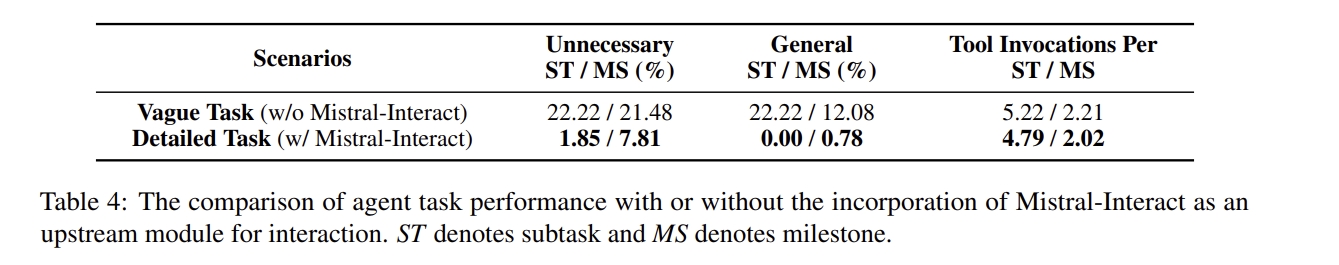 Scenarios Unnecessary General Tool Invocations Per
ST / MS (%) ST / MS (%) ST / MS
Vague Task (w/o Mistral-Interact) 22.22 / 21.48 22.22 / 12.08 5.22 / 2.21
Detailed Task (w/ Mistral-Interact) 1.85 / 7.81 0.00 / 0.78 4.79 / 2.02
Table 4: The comparison of agent task performance with or without the incorporation of Mistral-Interact as an
upstream module for interaction. ST denotes subtask and MS denotes milestone.